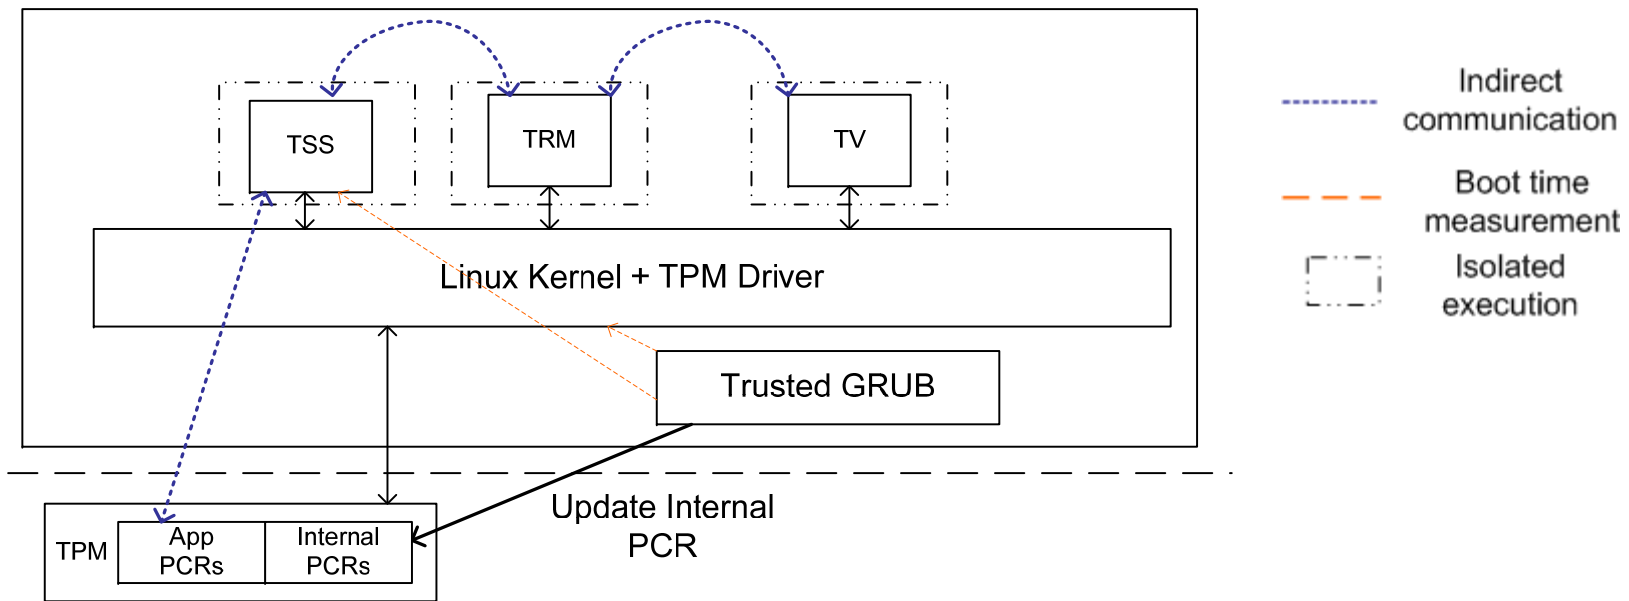 TSS
TRM
TV
Linux Kernel + TPM Driver
Trusted GRUB
Update Internal
PCR
TPM
App
PCRs
Internal
PCRs
Indirect
communication
Boot time
measurement
Isolated
execution